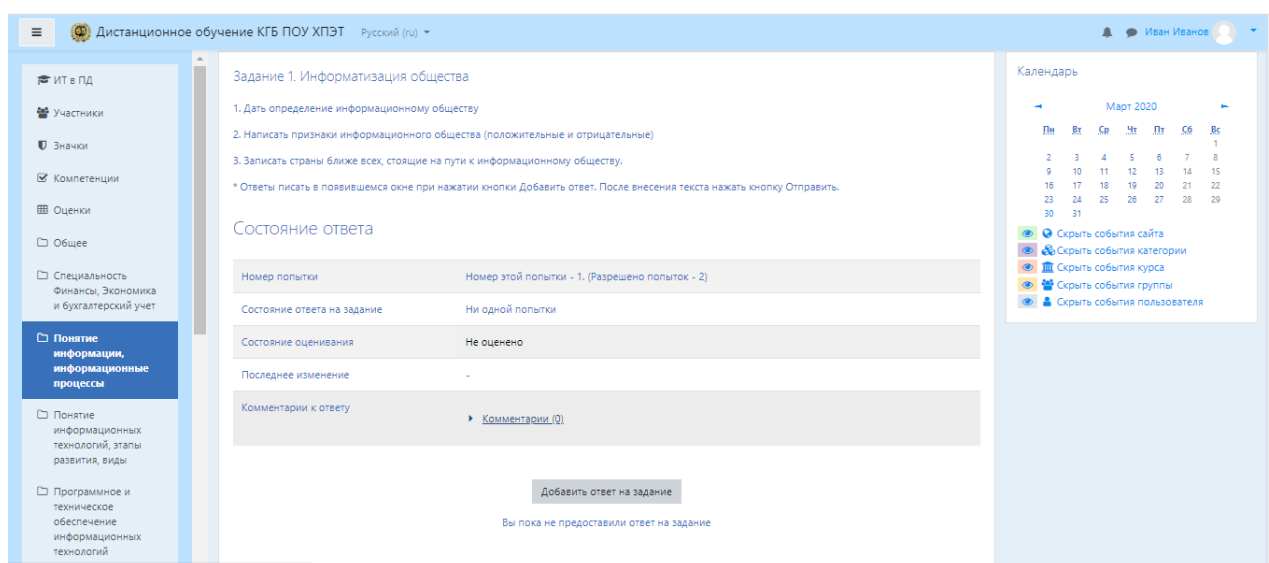 Дистанционное обучение КГБ ПОУ ХПЭТ Русский (ru)
Иван Иванов
ИТ в ПД
Участники
Значки
Компетенции
Оценки
Общее
Специальность
Финансы, Экономика
и бухгалтерский учет
Понятие
информации,
информационные
процессы
Понятие
информационных
технологий, этапы
развития, виды
Программное и
техническое
обеспечение
информационных
технологий
Задание 1. Информатизация общества
1. Дать определение информационному обществу
2. Написать признаки информационного общества (положительные и отрицательные)
3. Записать страны ближе всех, стоящие на пути к информационному обществу.
* Ответы писать в появившемся окне при нажатии кнопки Добавить ответ. После внесения текста нажать кнопку Отправить.
Состояние ответа
Номер попытки Номер этой попытки - 1. (Разрешено попыток - 2)
Состояние ответа на задание Ни одной попытки
Состояние оценивания Не оценено
Последнее изменение -
Комментарии к ответу Комментарии (0)
Добавить ответ на задание
Вы пока не предоставили ответ на задание
Календарь
Март 2020
Пн Вт Ср Чт Пт Сб Вс
1
2 3 4 5 6 7 8
9 10 11 12 13 14 15
16 17 18 19 20 21 22
23 24 25 26 27 28 29
30 31
Скрыть события сайта
Скрыть события категории
Скрыть события курса
Скрыть события группы
Скрыть события пользователя